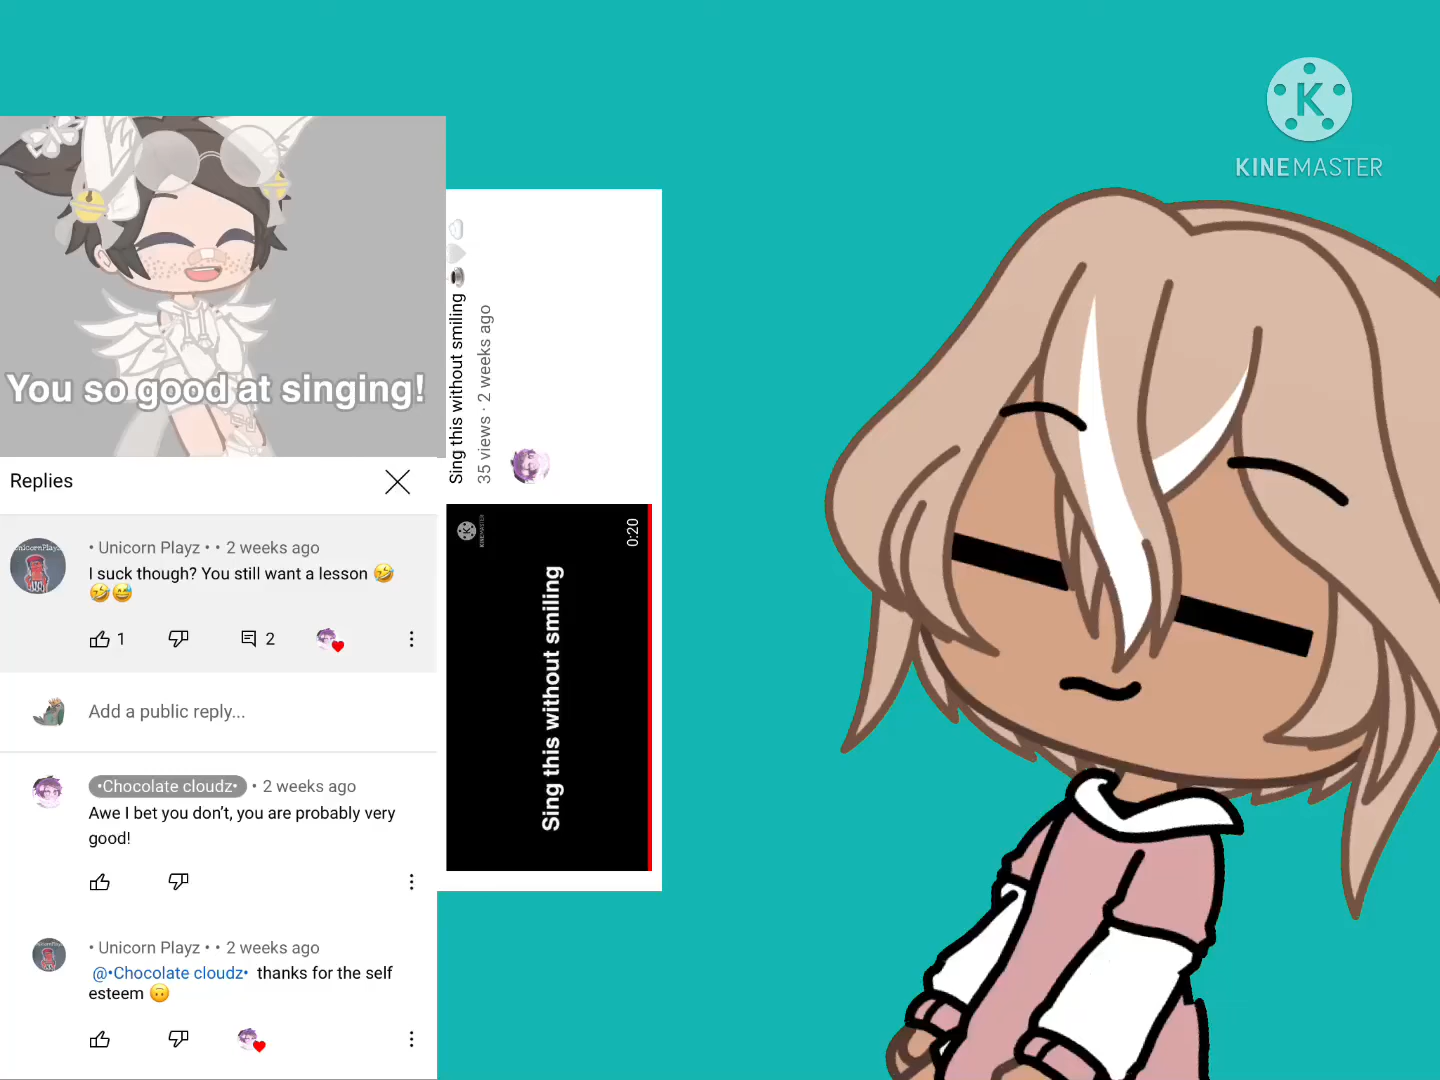 You so good at singing!
Replies
• Unicorn Playz • • 2 weeks ago
I suck though? You still want a lesson 🤣
🤣😅
1
2
Add a public reply...
•Chocolate cloudz• • 2 weeks ago
Awe I bet you don’t, you are probably very
good!
• Unicorn Playz • • 2 weeks ago
@•Chocolate cloudz• thanks for the self
esteem 🙃
Sing this without smiling
35 views · 2 weeks ago
KINEMASTER
0:20
Sing this without smiling
K
KINEMASTER